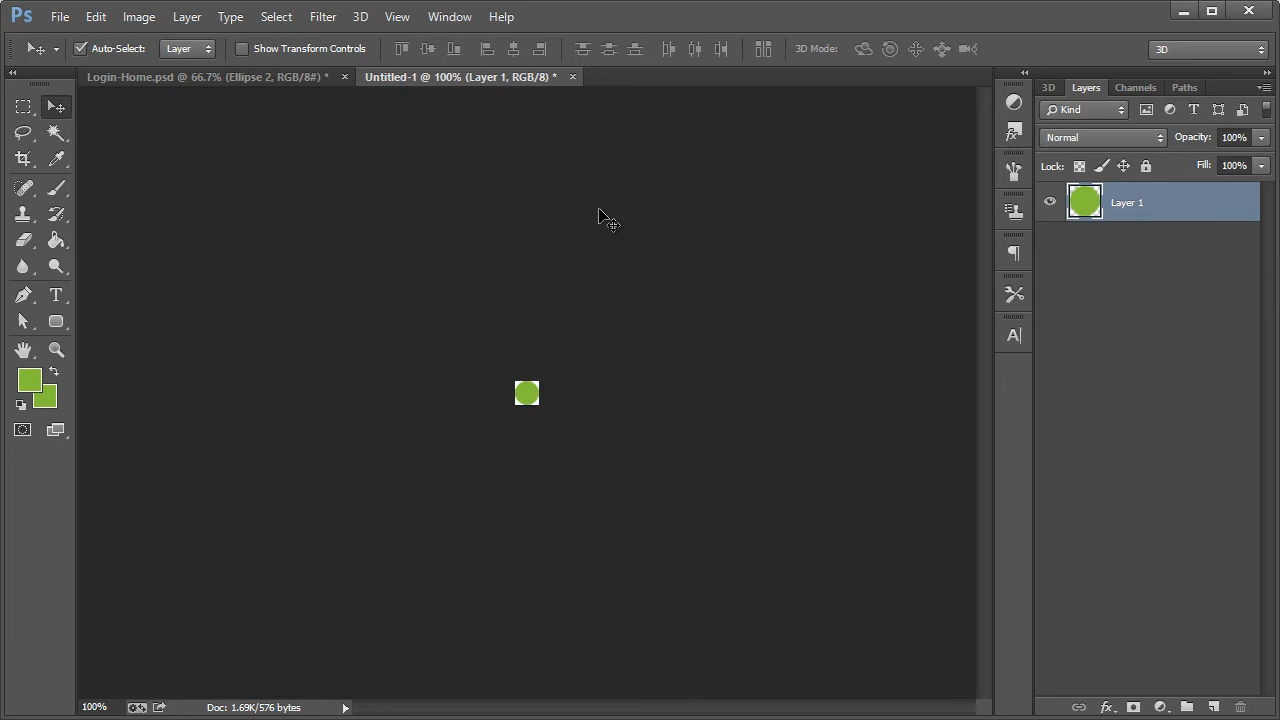 Ps File Edit Image Layer Type Select Filter 3D View Window Help
Auto-Select: Layer Show Transform Controls 3D Mode: 3D
Login-Home.psd @ 66.7% (Ellipse 2, RGB/8#) * Untitled-1 @ 100% (Layer 1, RGB/8) *
3D Layers Channels Paths
Kind
Normal Opacity: 100%
Lock: Fill: 100%
Layer 1
100% Doc: 1.69K/576 bytes